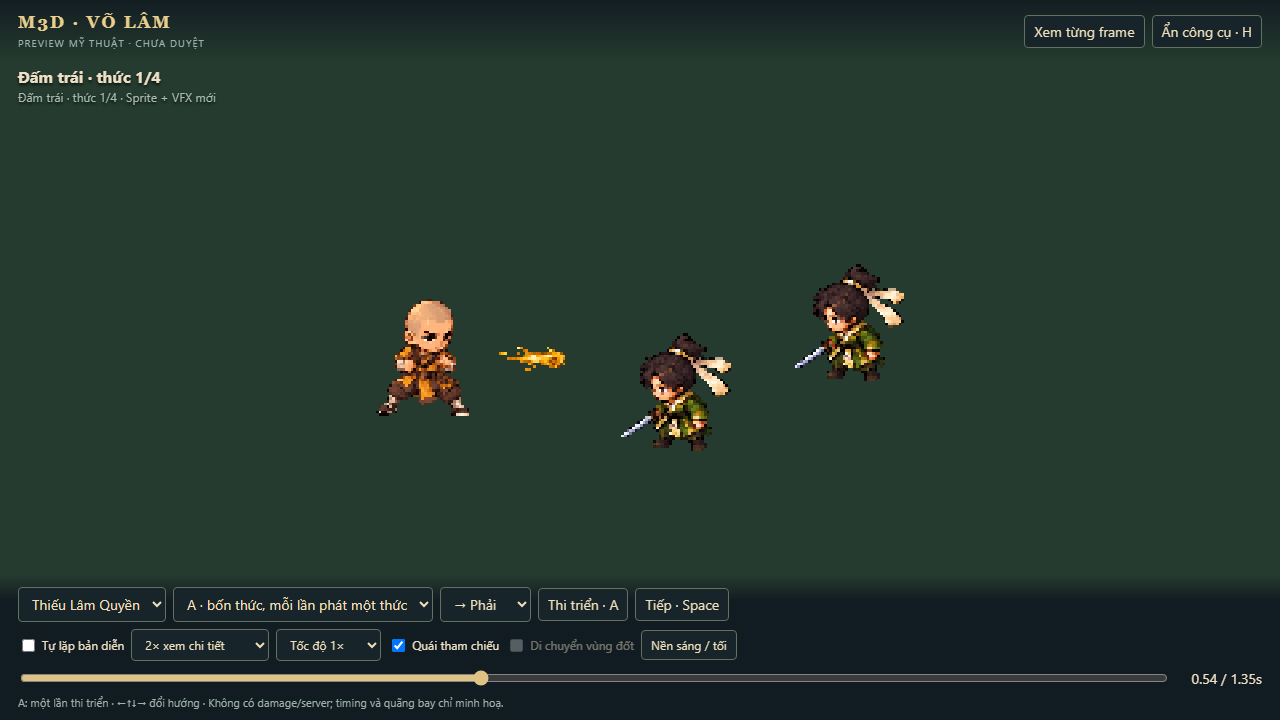 M3D · VÕ LÂM
PREVIEW MỸ THUẬT · CHƯA DUYỆT
Xem từng frame
Ẩn công cụ · H
Đấm trái · thức 1/4
Đấm trái · thức 1/4 · Sprite + VFX mới
Thiếu Lâm Quyền
A · bốn thức, mỗi lần phát một thức
→ Phải
Thi triển · A
Tiếp · Space
Tự lặp bản diễn
2× xem chi tiết
Tốc độ 1×
Quái tham chiếu
Di chuyển vùng đốt
Nền sáng / tối
0.54 / 1.35s
A: một lần thi triển · ←↑↓→ đổi hướng · Không có damage/server; timing và quãng bay chỉ minh hoạ.